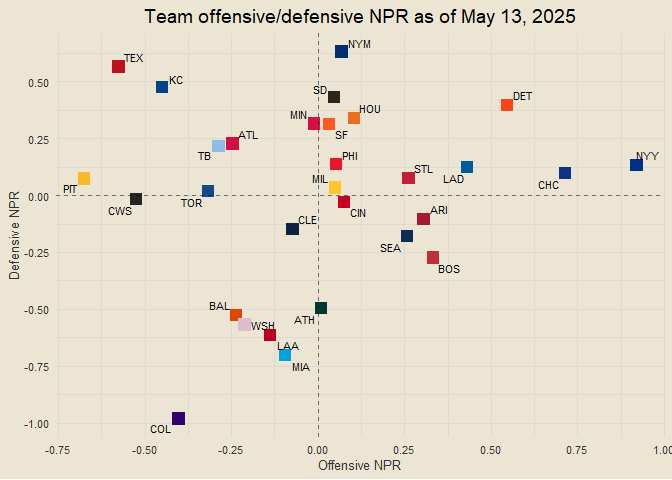 Team offensive/defensive NPR as of May 13, 2025
NYM
TEX
KC
0.50
SD
DET
HOU
MIN
SF
0.25
ATL
TB
PHI
NYY
STL
MIL
LAD
CHC
PIT
0.00
TOR
CWS
CIN
ARI
CLE
SEA
Defensive NPR
-0.25
BOS
BAL
-0.50
ATH
WSH
LAA
-0.75
MIA
-1.00
COL
-0.75
-0.50
-0.25
0.00
0.25
0.50
0.75
1.00
Offensive NPR